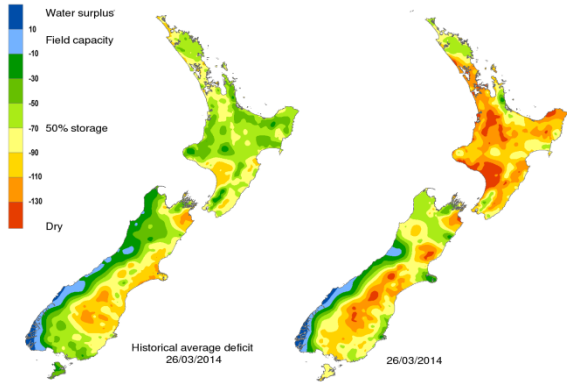 Water surplus
10
Field capacity
-10
-30
-50
50% storage
-70
-90
-110
-130
Dry
Historical average deficit
26/03/2014
26/03/2014